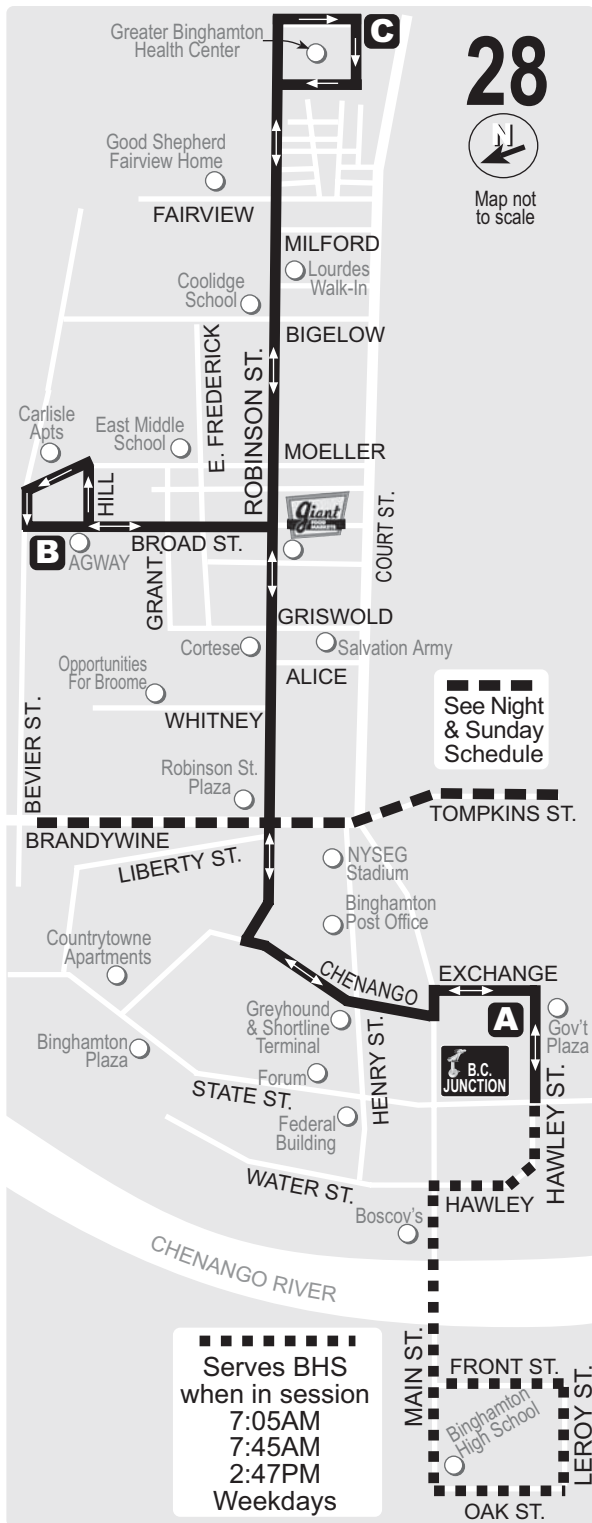 Greater Binghamton
Health Center
C
28
N
Map not
to scale
Good Shepherd
Fairview Home
FAIRVIEW
MILFORD
Lourdes
Walk-In
Coolidge
School
BIGELOW
E. FREDERICK
ROBINSON ST.
Carlisle
Apts
East Middle
School
MOELLER
HILL
giant
FOOD MARKETS
COURT ST.
B
AGWAY
BROAD ST.
GRANT
GRISWOLD
Cortese
Salvation Army
ALICE
Opportunities
For Broome
WHITNEY
See Night
& Sunday
Schedule
BEVIER ST.
Robinson St.
Plaza
BRANDYWINE
TOMPKINS ST.
LIBERTY ST.
NYSEG
Stadium
Binghamton
Post Office
Countrytowne
Apartments
CHENANGO
EXCHANGE
A
Gov't
Plaza
Greyhound
& Shortline
Terminal
HENRY ST.
B.C.
JUNCTION
Binghamton
Plaza
Forum
STATE ST.
Federal
Building
HAWLEY ST.
WATER ST.
HAWLEY
Boscov's
CHENANGO RIVER
MAIN ST.
Serves BHS
when in session
7:05AM
7:45AM
2:47PM
Weekdays
FRONT ST.
Binghamton
High School
LEROY ST.
OAK ST.